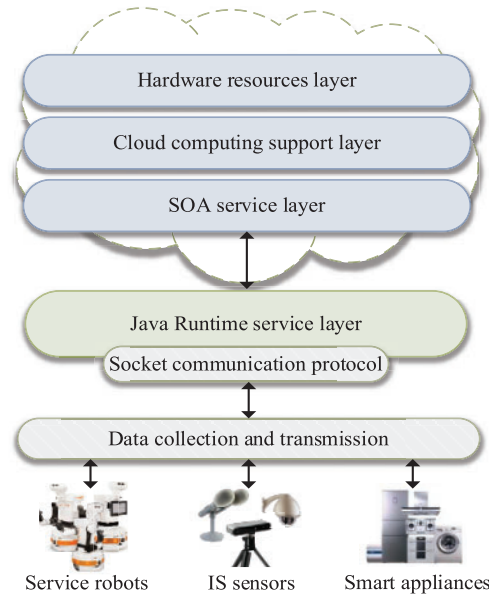 Hardware resources layer
Cloud computing support layer
SOA service layer
Java Runtime service layer
Socket communication protocol
Data collection and transmission
Service robots
IS sensors
Smart appliances